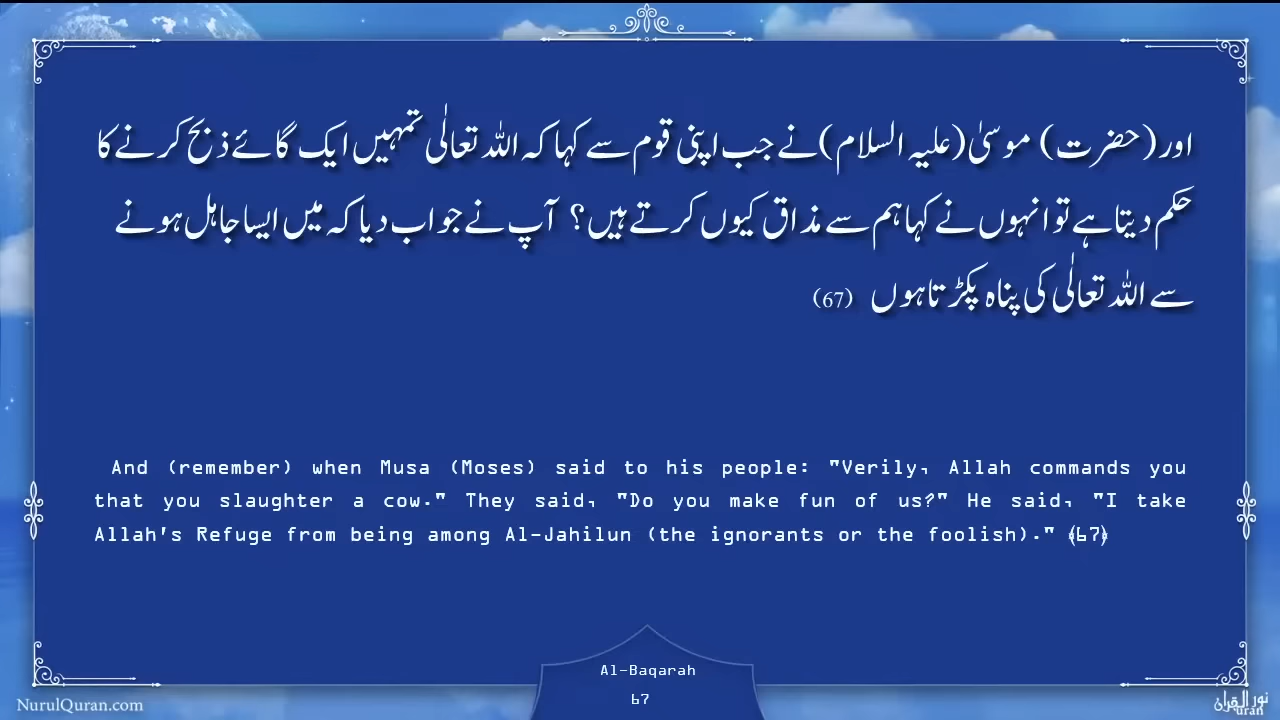 اور (حضرت) موسیٰ(علیہ السلام)نے جب اپنی قوم سے کہا کہ اللہ تعالٰی تمہیں ایک گائے ذبح کرنے کا
حکم دیتا ہے تو انہوں نے کہا ہم سے مذاق کیوں کرتے ہیں؟ آپ نے جواب دیا کہ میں ایسا جاہل ہونے
سے اللہ تعالٰی کی پناہ پکڑتا ہوں (67)
And (remember) when Musa (Moses) said to his people: "Verily, Allah commands you
that you slaughter a cow." They said, "Do you make fun of us?" He said, "I take
Allah's Refuge from being among Al-Jahilun (the ignorants or the foolish)." ﴾67﴿
Al-Baqarah
67
NurulQuran.com
نور القرآن
uran